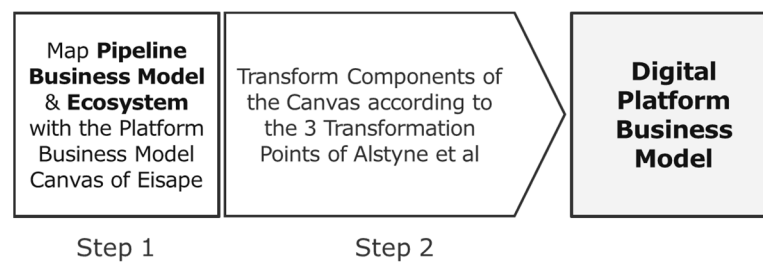 Map Pipeline
Business Model
& Ecosystem
with the Platform
Business Model
Canvas of Eisape
Transform Components of
the Canvas according to
the 3 Transformation
Points of Alstyne et al
Digital
Platform
Business
Model
Step 1
Step 2